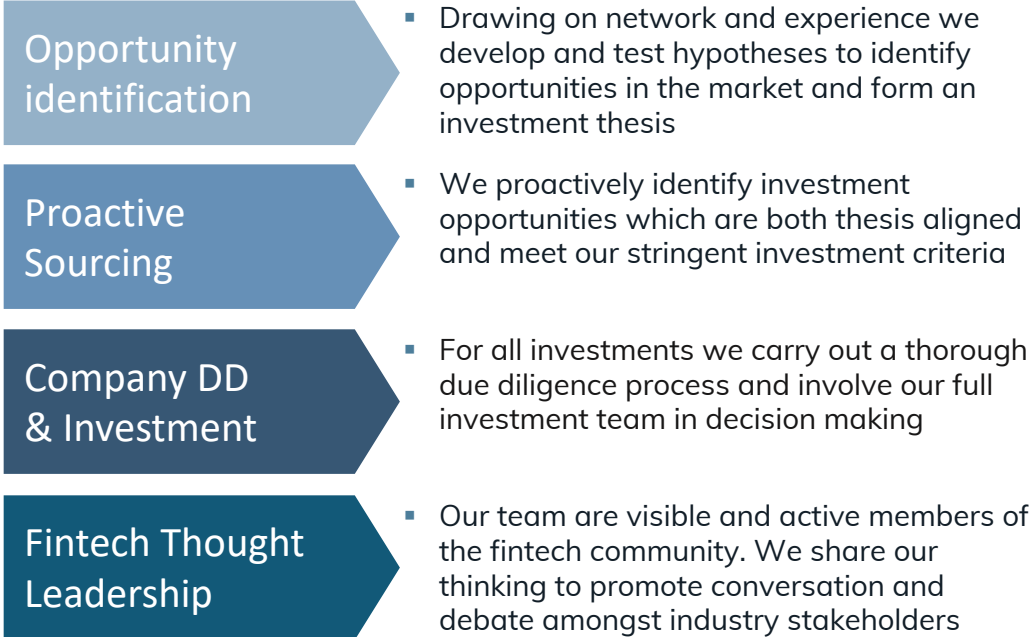 Opportunity
identification
▪ Drawing on network and experience we
develop and test hypotheses to identify
opportunities in the market and form an
investment thesis
Proactive
Sourcing
▪ We proactively identify investment
opportunities which are both thesis aligned
and meet our stringent investment criteria
Company DD
& Investment
▪ For all investments we carry out a thorough
due diligence process and involve our full
investment team in decision making
Fintech Thought
Leadership
▪ Our team are visible and active members of
the fintech community. We share our
thinking to promote conversation and
debate amongst industry stakeholders